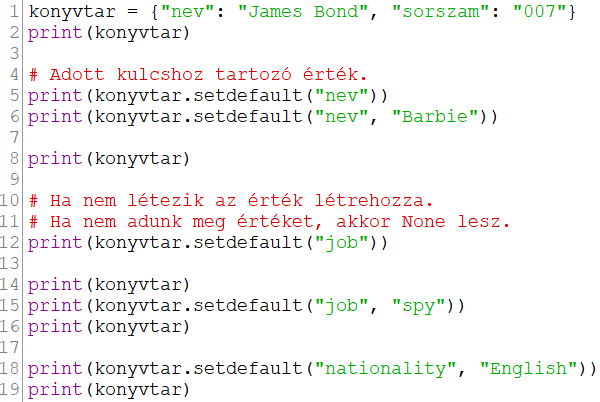 1 konyvtar = {"nev": "James Bond", "sorszam": "007"}
2 print(konyvtar)
3
4 # Adott kulcshoz tartozó érték.
5 print(konyvtar.setdefault("nev"))
6 print(konyvtar.setdefault("nev", "Barbie"))
7
8 print(konyvtar)
9
10 # Ha nem létezik az érték létrehozza.
11 # Ha nem adunk meg értéket, akkor None lesz.
12 print(konyvtar.setdefault("job"))
13
14 print(konyvtar)
15 print(konyvtar.setdefault("job", "spy"))
16 print(konyvtar)
17
18 print(konyvtar.setdefault("nationality", "English"))
19 print(konyvtar)